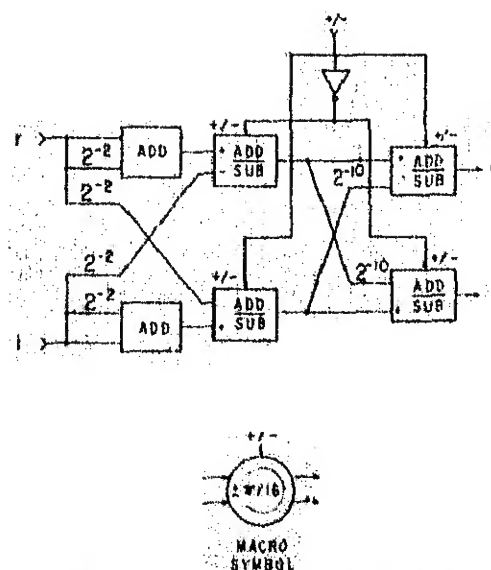 +/-
+/-
+/-
r
2⁻²
ADD
ADD
SUB
2⁻¹⁰
ADD
SUB
2⁻²
2⁻²
+/-
2⁻¹⁰
+/-
2⁻²
ADD
ADD
SUB
ADD
SUB
+/-
± π/16
MACRO
SYMBOL